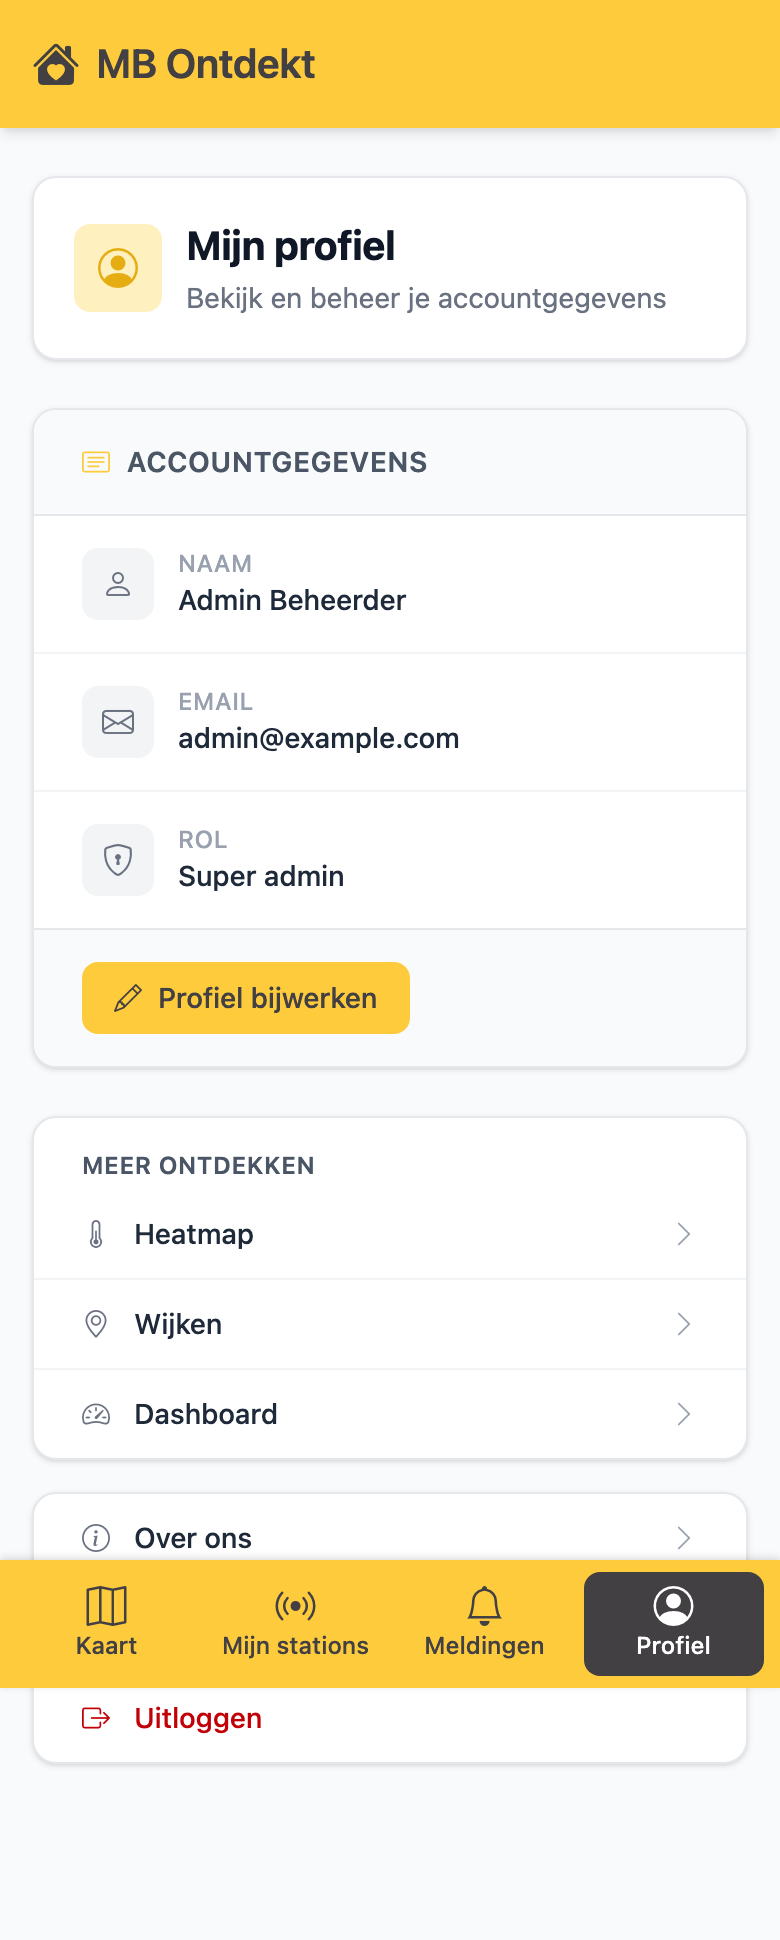 MB Ontdekt
Mijn profiel
Bekijk en beheer je accountgegevens
ACCOUNTGEGEVENS
NAAM
Admin Beheerder
EMAIL
admin@example.com
ROL
Super admin
Profiel bijwerken
MEER ONTDEKKEN
Heatmap
Wijken
Dashboard
Over ons
Kaart
Mijn stations
Meldingen
Profiel
Uitloggen